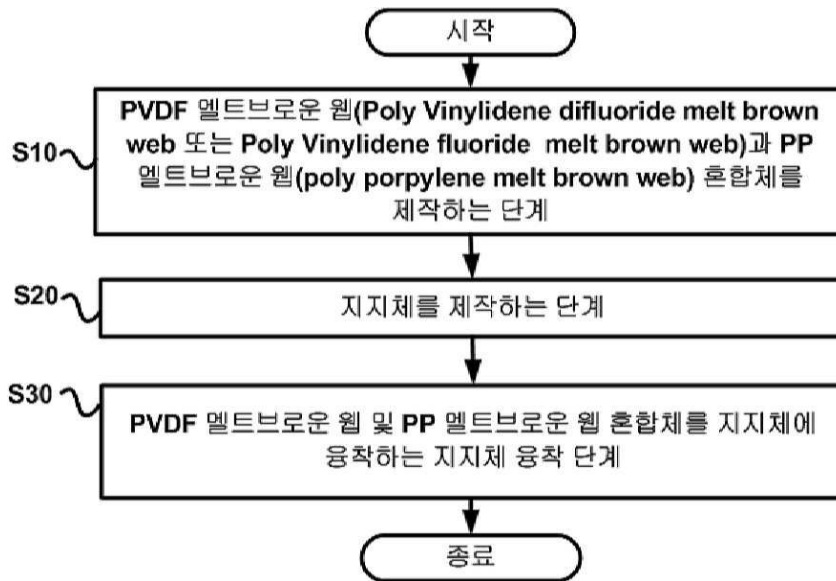 시작
S10
PVDF 멜트브로운 웹(Poly Vinylidene difluoride melt brown
web 또는 Poly Vinylidene fluoride melt brown web)과 PP
멜트브로운 웹(poly porpylene melt brown web) 혼합체를
제작하는 단계
S20
지지체를 제작하는 단계
S30
PVDF 멜트브로운 웹 및 PP 멜트브로운 웹 혼합체를 지지체에
융착하는 지지체 융착 단계
종료